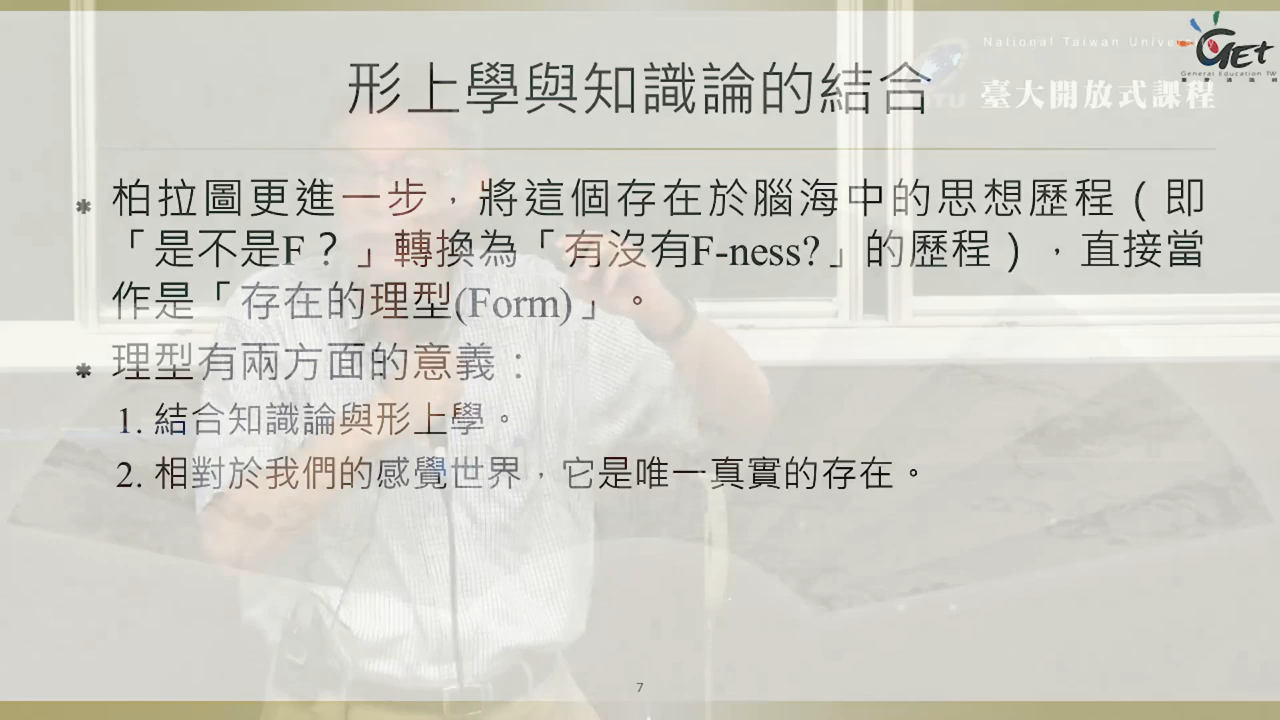 National Taiwan Univer
GEt
General Education TW
臺大開放式課程
形上學與知識論的結合
柏拉圖更進一步，將這個存在於腦海中的思想歷程（即
「是不是F？」轉換為「有沒有F-ness?」的歷程），直接當
作是「存在的理型(Form)」。
理型有兩方面的意義：
1. 結合知識論與形上學。
2. 相對於我們的感覺世界，它是唯一真實的存在。
7